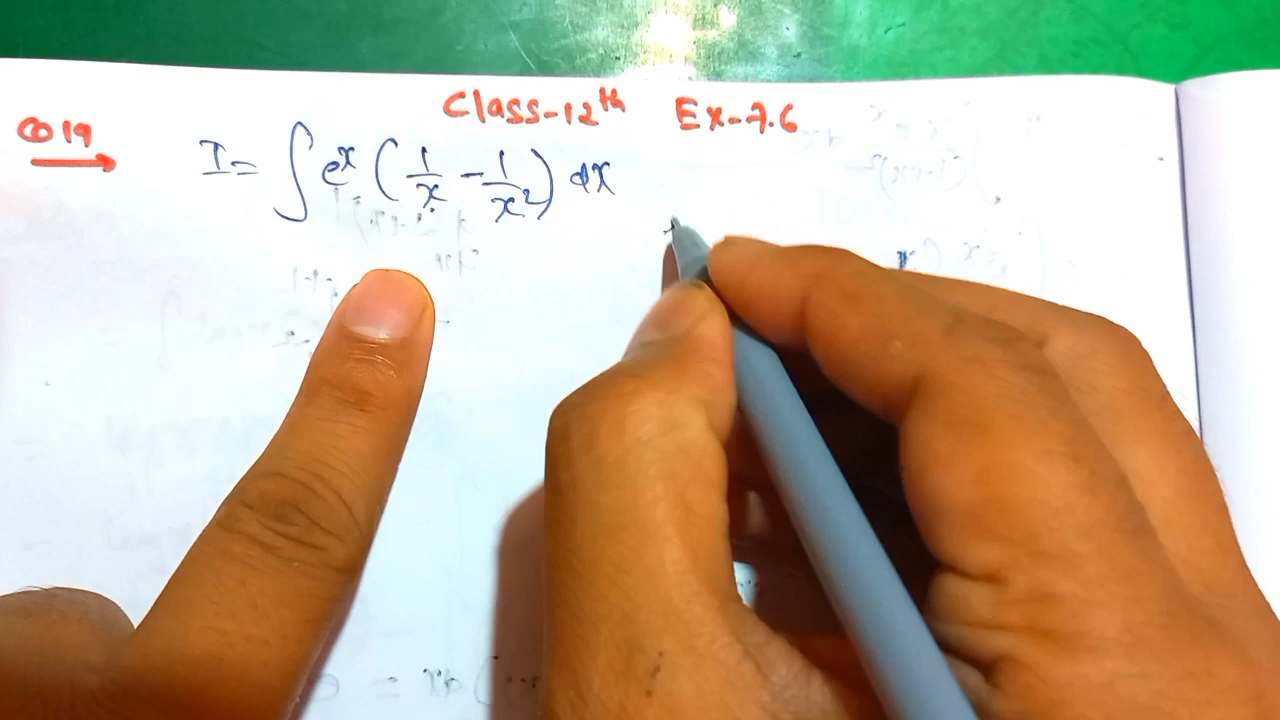 Class-12th Ex-7.6
Q19
I = ∫ eˣ (1/x - 1/x²) dx